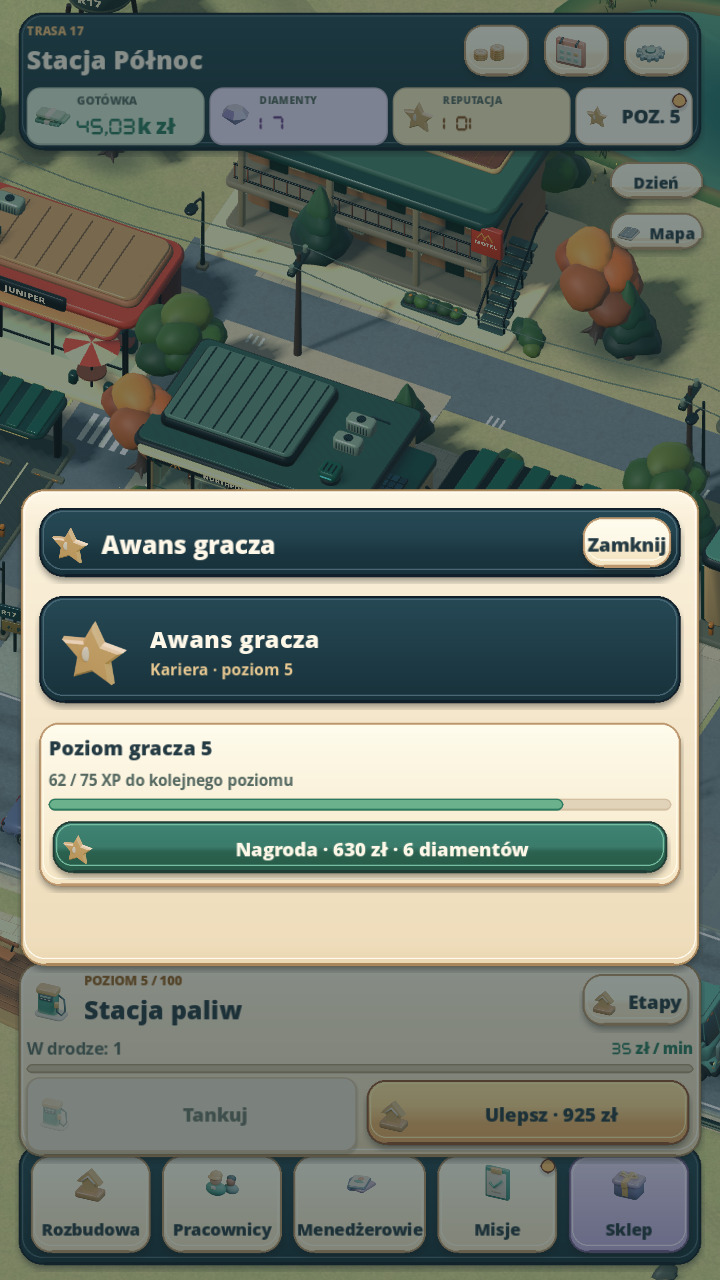 TRASA 17
Stacja Północ
GOTÓWKA
45,03k zł
DIAMENTY
17
REPUTACJA
101
POZ. 5
Dzień
Mapa
MOTEL
JUNIPER
R17
Awans gracza
Zamknij
Awans gracza
Kariera · poziom 5
Poziom gracza 5
62 / 75 XP do kolejnego poziomu
Nagroda · 630 zł · 6 diamentów
POZIOM 5 / 100
Stacja paliw
Etapy
W drodze: 1
35 zł / min
Tankuj
Ulepsz · 925 zł
Rozbudowa
Pracownicy
Menedżerowie
Misje
Sklep